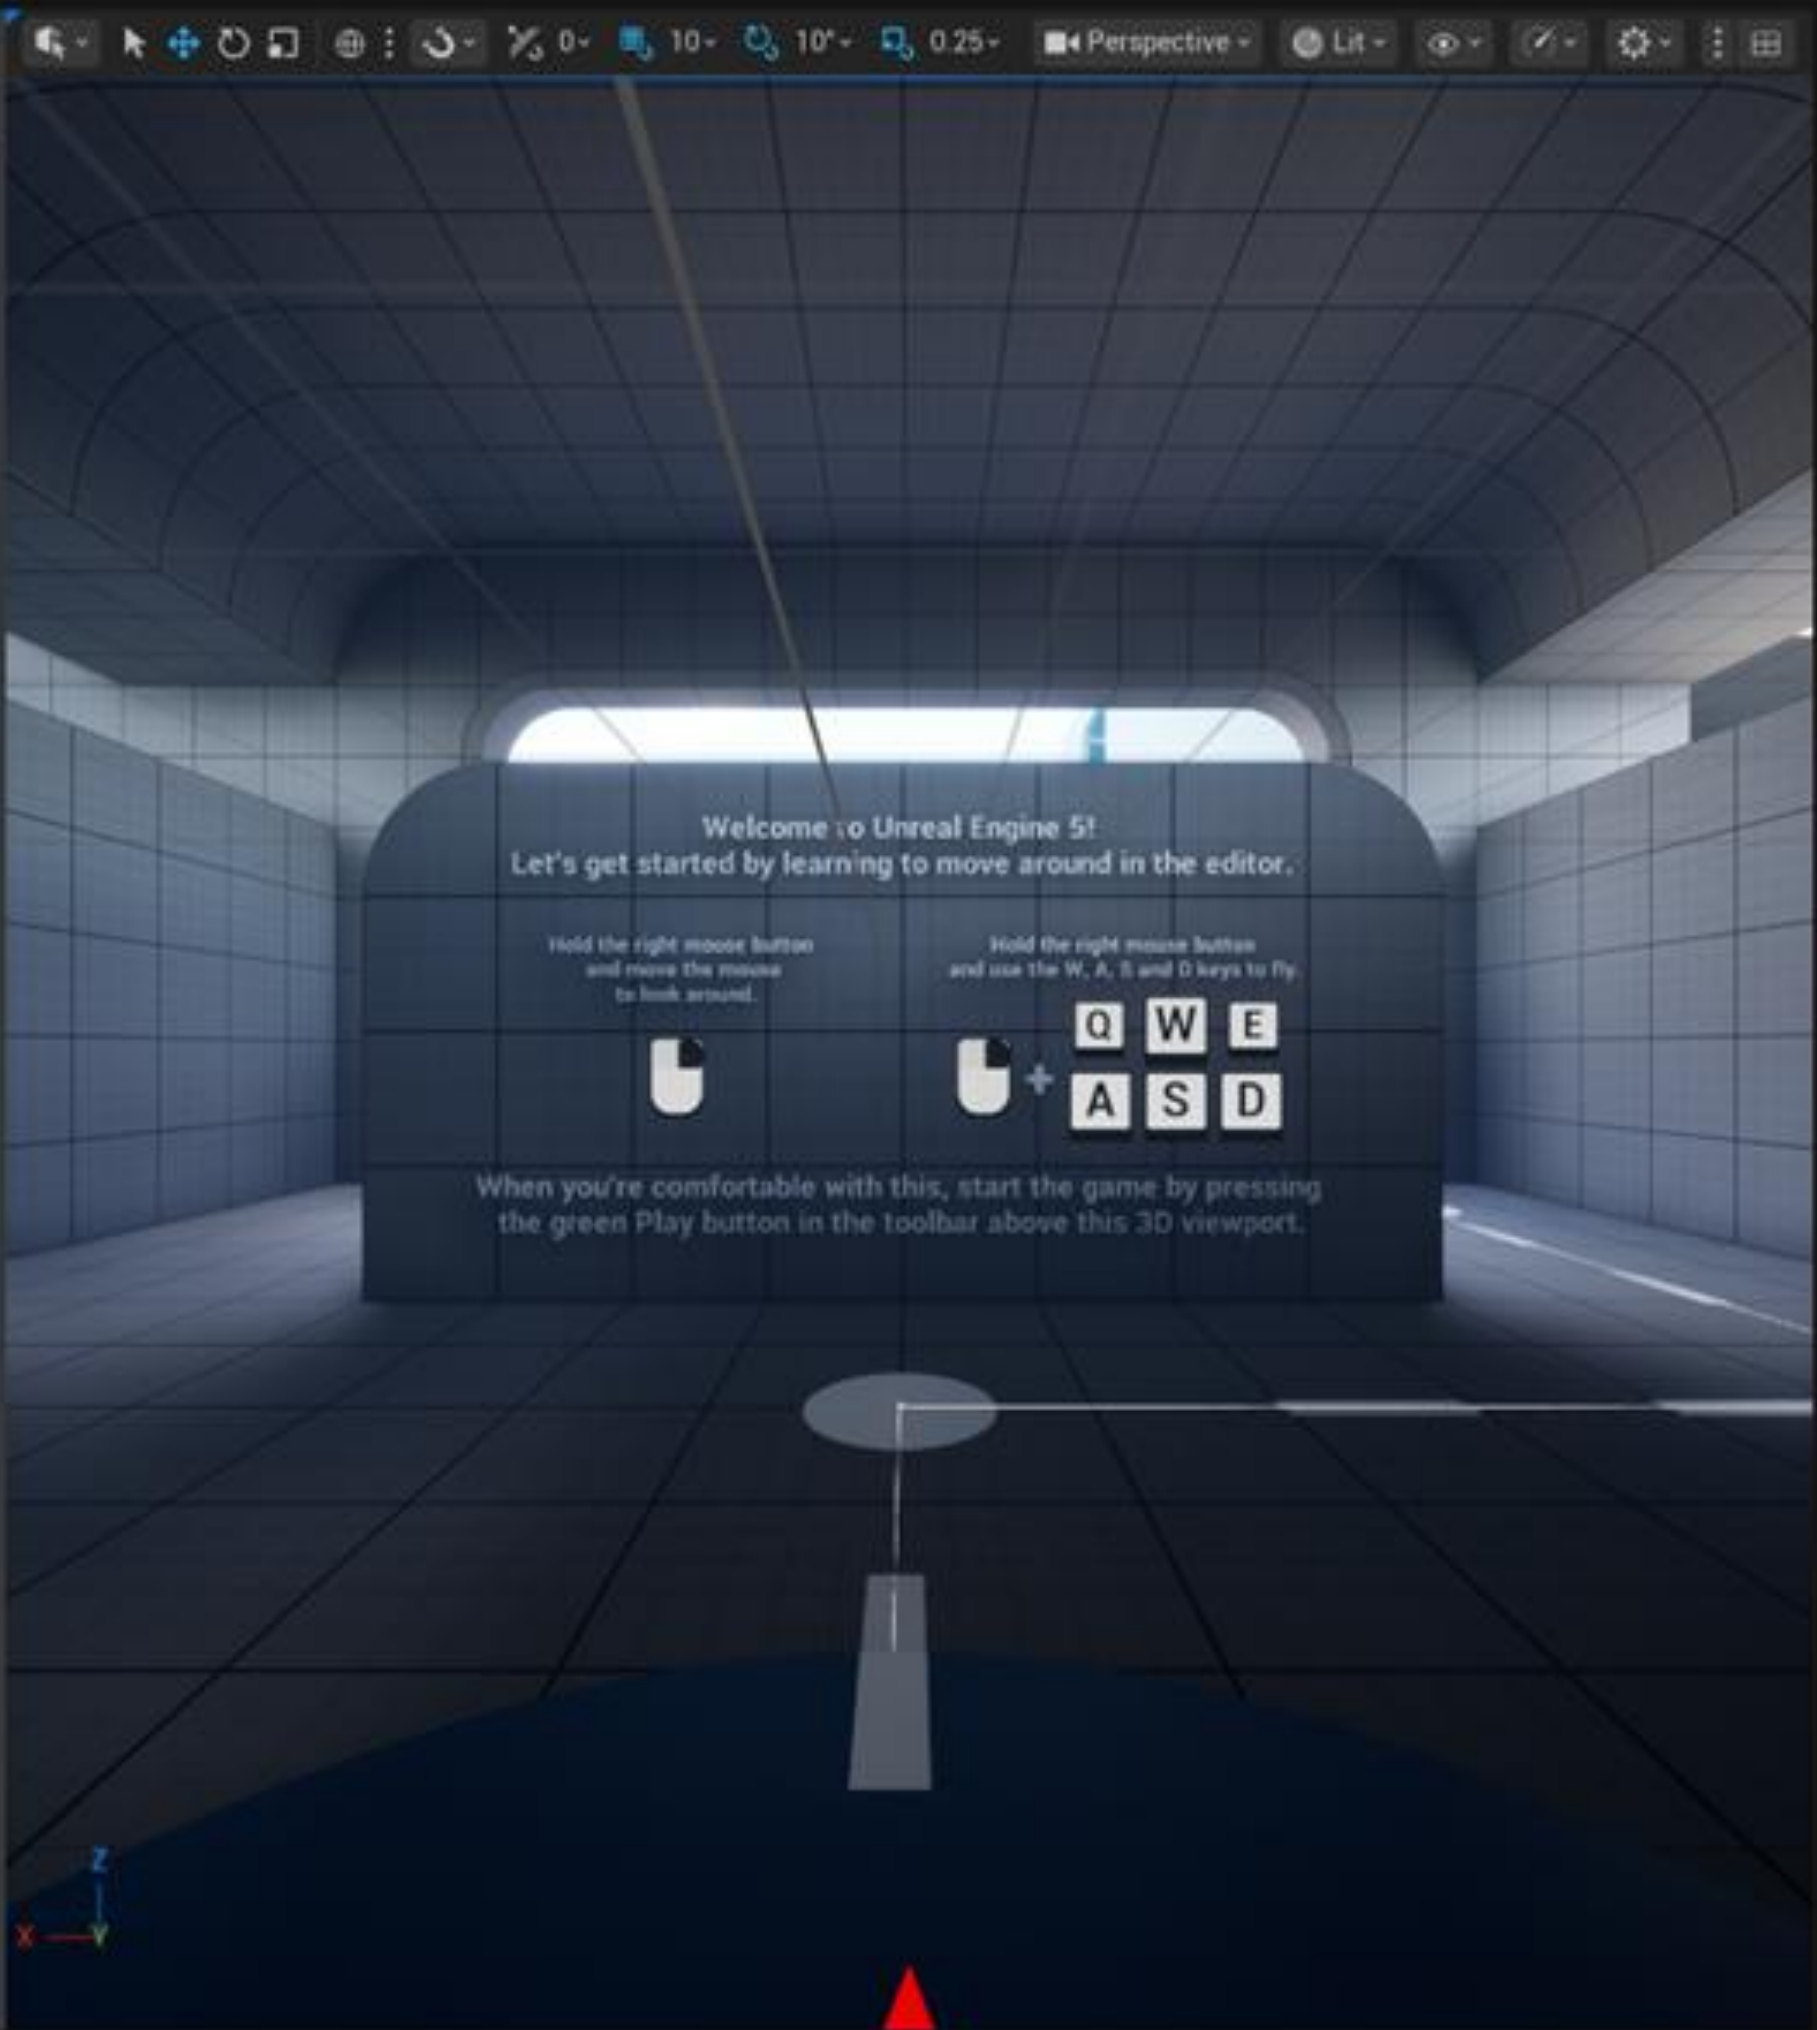 0 10 10° 0.25 Perspective Lit
Welcome to Unreal Engine 5!
Let's get started by learning to move around in the editor.
Hold the right mouse button
and move the mouse
to look around.
Hold the right mouse button
and use the W, A, S and D keys to fly.
Q W E
+
A S D
When you're comfortable with this, start the game by pressing
the green Play button in the toolbar above this 3D viewport.
Z
X Y